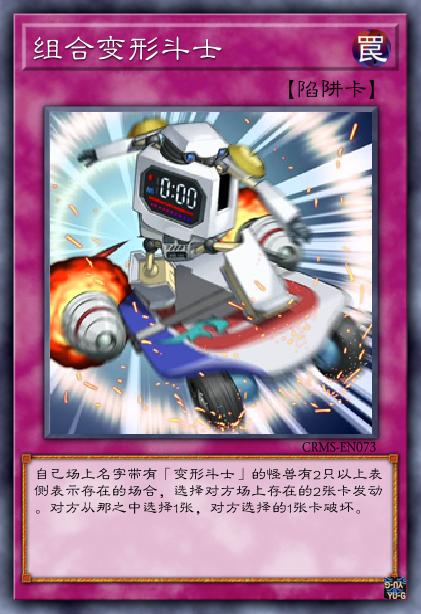 组合变形斗士
罠
【陷阱卡】
0:00
CRMS-EN073
自己场上名字带有「变形斗士」的怪兽有2只以上表
侧表示存在的场合，选择对方场上存在的2张卡发动
。对方从那之中选择1张，对方选择的1张卡破坏。